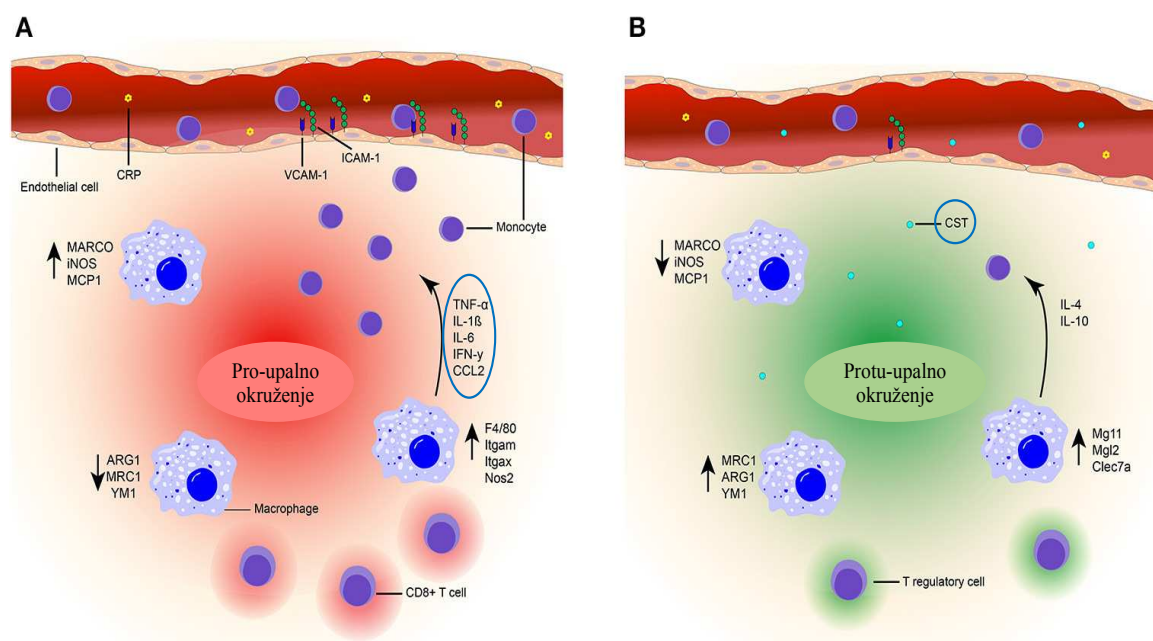 A
Endothelial cell
CRP
VCAM-1
ICAM-1
Monocyte
MARCO
iNOS
MCP1
TNF-α
IL-1ß
IL-6
IFN-y
CCL2
Pro-upalno
okruženje
F4/80
Itgam
Itgax
Nos2
ARG1
MRC1
YM1
Macrophage
CD8+ T cell
B
CST
MARCO
iNOS
MCP1
IL-4
IL-10
Protu-upalno
okruženje
Mg11
Mgl2
Clec7a
MRC1
ARG1
YM1
T regulatory cell